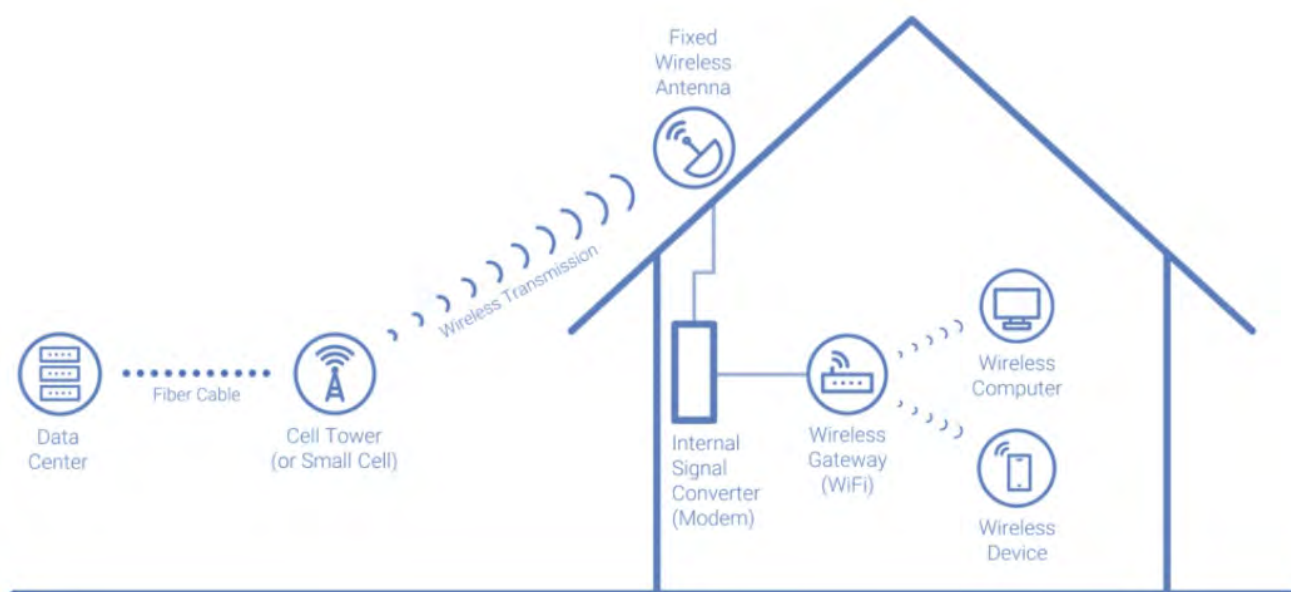 Fixed
Wireless
Antenna
Wireless Transmission
Fiber Cable
Data
Center
Cell Tower
(or Small Cell)
Internal
Signal
Converter
(Modem)
Wireless
Gateway
(WiFi)
Wireless
Computer
Wireless
Device